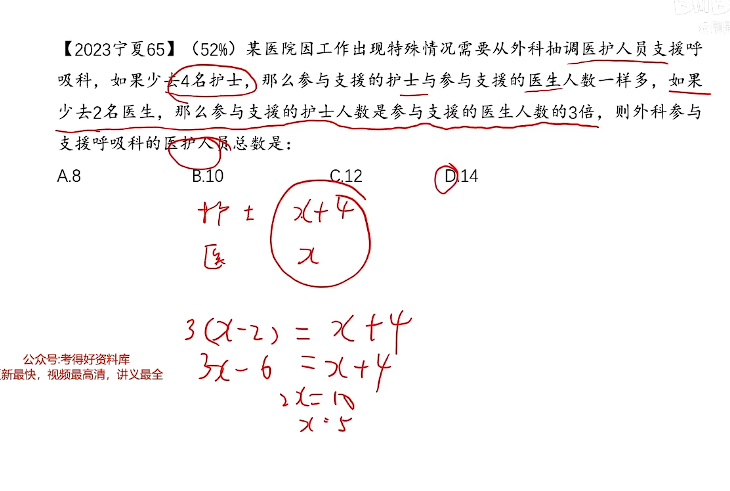 【2023宁夏65】（52%）某医院因工作出现特殊情况需要从外科抽调医护人员支援呼
吸科，如果少去4名护士，那么参与支援的护士与参与支援的医生人数一样多，如果
少去2名医生，那么参与支援的护士人数是参与支援的医生人数的3倍，则外科参与
支援呼吸科的医护人员总数是：
A.8 B.10 C.12 D.14
护士 x+4
医 x
3(x-2) = x+4
3x-6 = x+4
2x=10
x=5
公众号:考得好资料库
更新最快，视频最高清，讲义最全